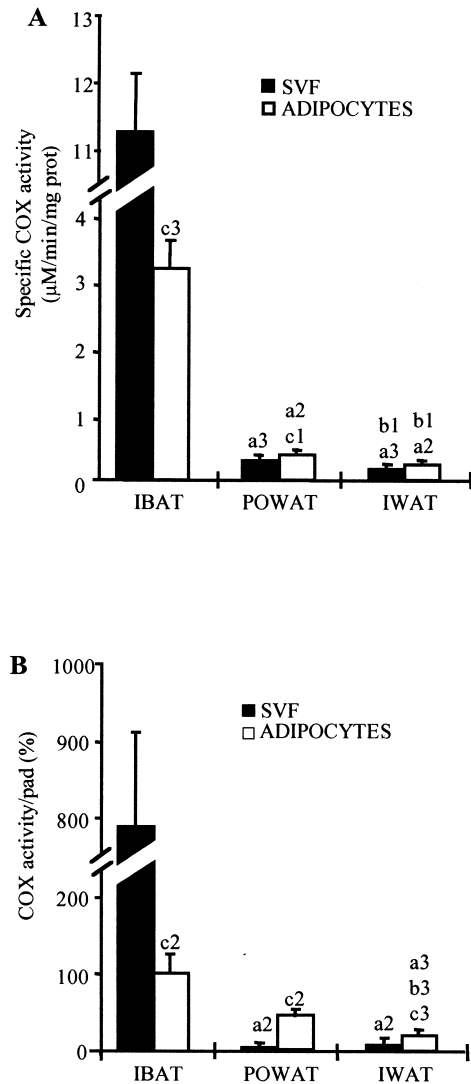 A
13
12
11
4
3
2
1
0
Specific COX activity
(μM/min/mg prot)
SVF
ADIPOCYTES
c3
a3
a2
c1
b1
a3
b1
a2
IBAT
POWAT
IWAT
B
1000
900
800
200
100
0
COX activity/pad (%)
SVF
ADIPOCYTES
c2
a2
c2
a2
a3
b3
c3
IBAT
POWAT
IWAT